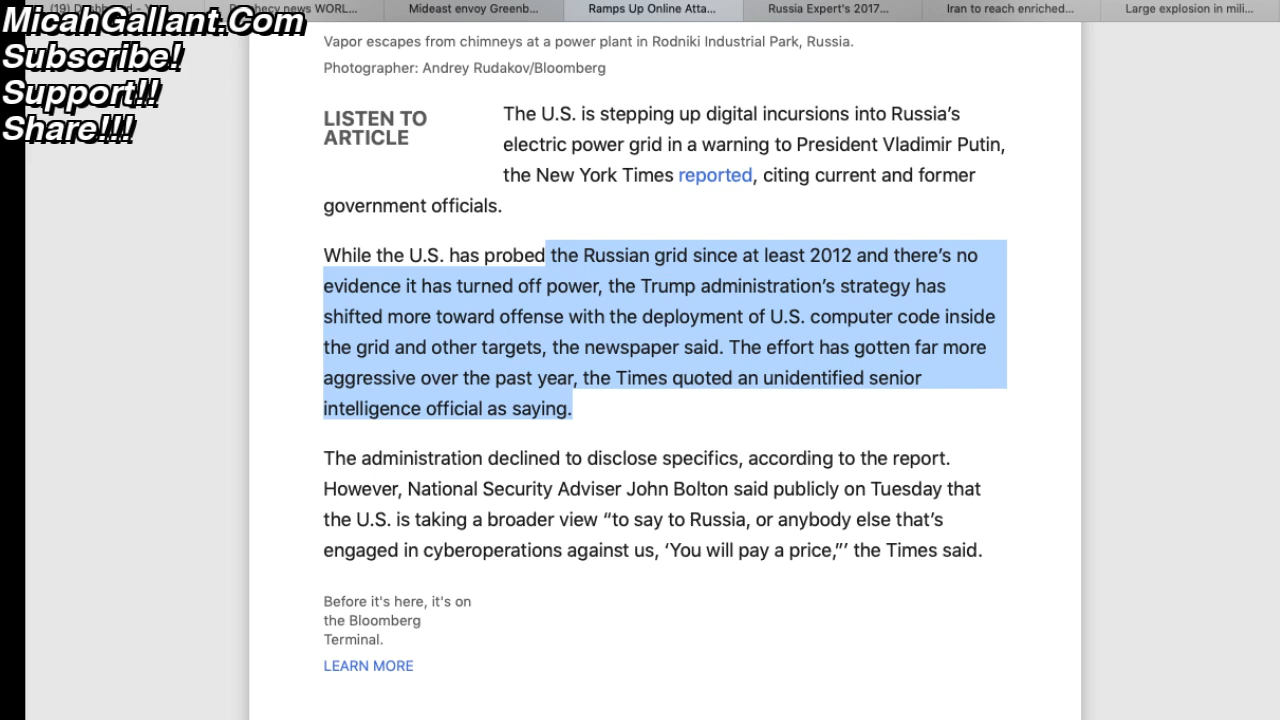 (19) Dashboard - Y
Prophecy news WORL...
Mideast envoy Greenb...
Ramps Up Online Atta...
Russia Expert's 2017...
Iran to reach enriched...
Large explosion in mili...
MicahGallant.Com
Subscribe!
Support!!
Share!!!
Vapor escapes from chimneys at a power plant in Rodniki Industrial Park, Russia.
Photographer: Andrey Rudakov/Bloomberg
LISTEN TO
ARTICLE
The U.S. is stepping up digital incursions into Russia’s
electric power grid in a warning to President Vladimir Putin,
the New York Times reported, citing current and former
government officials.
While the U.S. has probed the Russian grid since at least 2012 and there’s no
evidence it has turned off power, the Trump administration’s strategy has
shifted more toward offense with the deployment of U.S. computer code inside
the grid and other targets, the newspaper said. The effort has gotten far more
aggressive over the past year, the Times quoted an unidentified senior
intelligence official as saying.
The administration declined to disclose specifics, according to the report.
However, National Security Adviser John Bolton said publicly on Tuesday that
the U.S. is taking a broader view “to say to Russia, or anybody else that’s
engaged in cyberoperations against us, ‘You will pay a price,”’ the Times said.
Before it's here, it's on
the Bloomberg
Terminal.
LEARN MORE